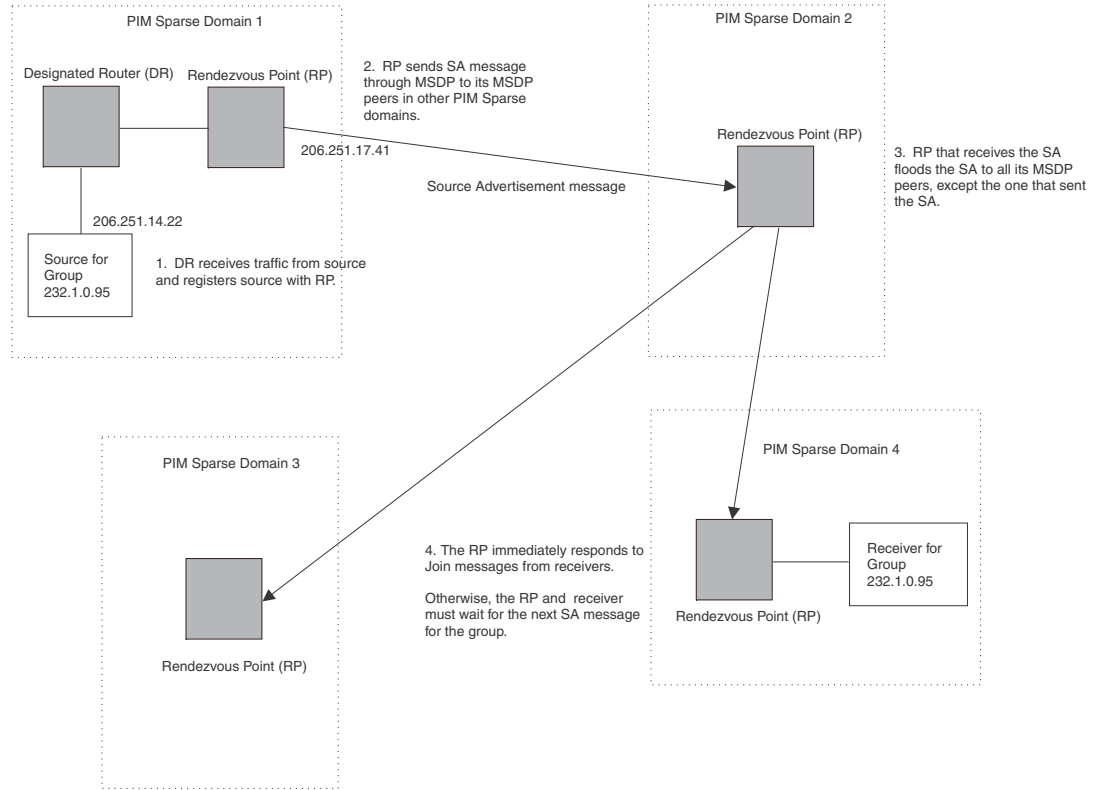 PIM Sparse Domain 1
PIM Sparse Domain 2
Designated Router (DR)
Rendezvous Point (RP)
2. RP sends SA message
through MSDP to its MSDP
peers in other PIM Sparse
domains.
206.251.17.41
Source Advertisement message
Rendezvous Point (RP)
3. RP that receives the SA
floods the SA to all its MSDP
peers, except the one that sent
the SA.
206.251.14.22
Source for
Group
232.1.0.95
1. DR receives traffic from source
and registers source with RP.
PIM Sparse Domain 3
Rendezvous Point (RP)
PIM Sparse Domain 4
4. The RP immediately responds to
Join messages from receivers.
Otherwise, the RP and receiver
must wait for the next SA message
for the group.
Receiver for
Group
232.1.0.95
Rendezvous Point (RP)